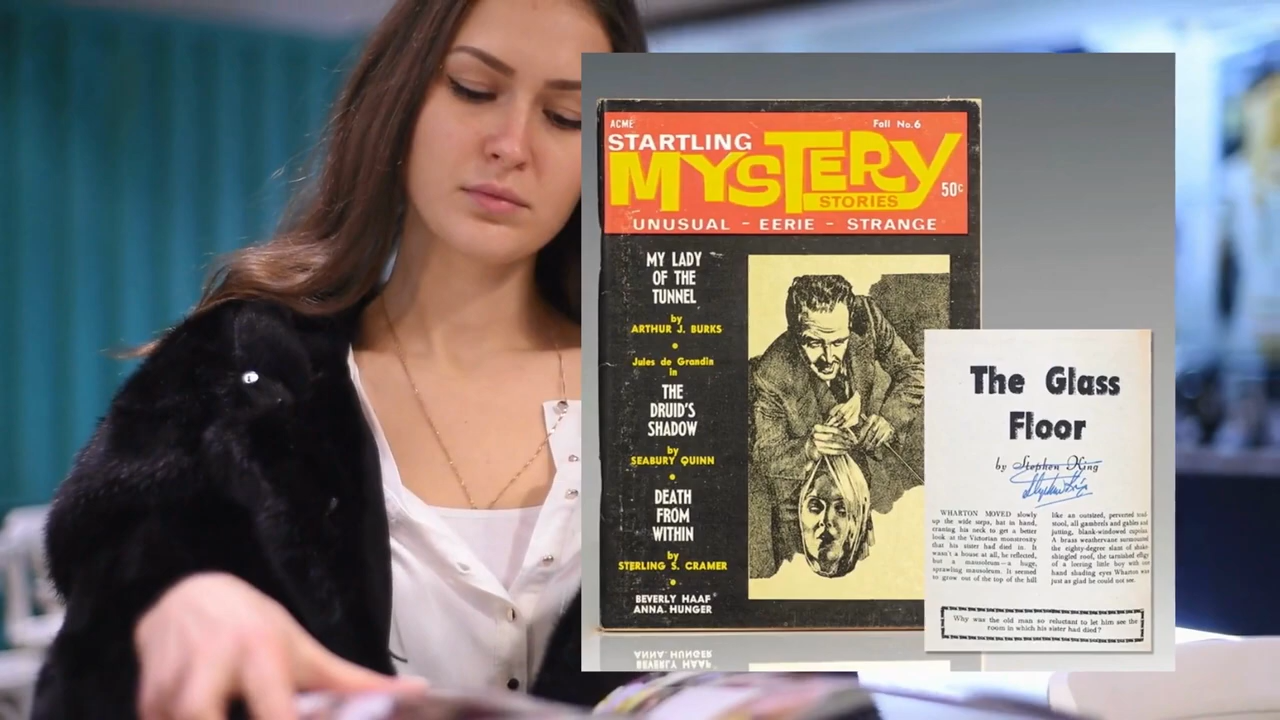 ACME
Fall No.6
STARTLING
MYSTERY
STORIES
50¢
UNUSUAL - EERIE - STRANGE
MY LADY
OF THE
TUNNEL
by
ARTHUR J. BURKS
Jules de Grandin
in
THE
DRUID'S
SHADOW
by
SEABURY QUINN
DEATH
FROM
WITHIN
by
STERLING S. CRAMER
BEVERLY HAAF
ANNA HUNGER
The Glass
Floor
by Stephen King
WHARTON MOVED slowly
up the wide steps, hat in hand,
craning his neck to get a better
look at the Victorian monstrosity
that his sister had died in. It
wasn't a house at all, he reflected,
but a mausoleum—a huge,
sprawling mausoleum. It seemed
to grow out of the top of the hill
like an outsized, perverted toad-
stool, all gambrels and gables and
jutting, blank-windowed cupolas.
A brass weathervane surmounted
the eighty-degree slant of shake-
shingled roof, the tarnished effigy
of a leering little boy with one
hand shading eyes Wharton was
just as glad he could not see.
Why was the old man so reluctant to let him see the
room in which his sister had died?